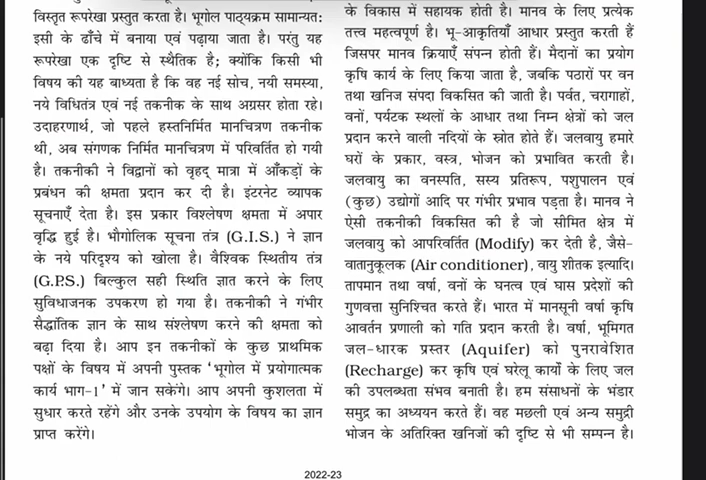 विस्तृत रूपरेखा प्रस्तुत करता है। भूगोल पाठ्यक्रम सामान्यत:
इसी के ढाँचे में बनाया एवं पढ़ाया जाता है। परंतु यह
रूपरेखा एक दृष्टि से स्थैतिक है; क्योंकि किसी भी
विषय की यह बाध्यता है कि वह नई सोच, नयी समस्या,
नये विधितंत्र एवं नई तकनीक के साथ अग्रसर होता रहे।
उदाहरणार्थ, जो पहले हस्तनिर्मित मानचित्रण तकनीक
थी, अब संगणक निर्मित मानचित्रण में परिवर्तित हो गयी
है। तकनीकी ने विद्वानों को वृहद् मात्रा में आँकड़ों के
प्रबंधन की क्षमता प्रदान कर दी है। इंटरनेट व्यापक
सूचनाएँ देता है। इस प्रकार विश्लेषण क्षमता में अपार
वृद्धि हुई है। भौगोलिक सूचना तंत्र (G.I.S.) ने ज्ञान
के नये परिदृश्य को खोला है। वैश्विक स्थितीय तंत्र
(G.P.S.) बिल्कुल सही स्थिति ज्ञात करने के लिए
सुविधाजनक उपकरण हो गया है। तकनीकी ने गंभीर
सैद्धांतिक ज्ञान के साथ संश्लेषण करने की क्षमता को
बढ़ा दिया है। आप इन तकनीकों के कुछ प्राथमिक
पक्षों के विषय में अपनी पुस्तक ‘भूगोल में प्रयोगात्मक
कार्य भाग-1’ में जान सकेंगे। आप अपनी कुशलता में
सुधार करते रहेंगे और उनके उपयोग के विषय का ज्ञान
प्राप्त करेंगे।
के विकास में सहायक होती है। मानव के लिए प्रत्येक
तत्त्व महत्वपूर्ण है। भू-आकृतियाँ आधार प्रस्तुत करती हैं
जिसपर मानव क्रियाएँ संपन्न होती हैं। मैदानों का प्रयोग
कृषि कार्य के लिए किया जाता है, जबकि पठारों पर वन
तथा खनिज संपदा विकसित की जाती है। पर्वत, चरागाहों,
वनों, पर्यटक स्थलों के आधार तथा निम्न क्षेत्रों को जल
प्रदान करने वाली नदियों के स्रोत होते हैं। जलवायु हमारे
घरों के प्रकार, वस्त्र, भोजन को प्रभावित करती है।
जलवायु का वनस्पति, सस्य प्रतिरूप, पशुपालन एवं
(कुछ) उद्योगों आदि पर गंभीर प्रभाव पड़ता है। मानव ने
ऐसी तकनीकी विकसित की है जो सीमित क्षेत्र में
जलवायु को आपरिवर्तित (Modify) कर देती है, जैसे-
वातानुकूलक (Air conditioner), वायु शीतक इत्यादि।
तापमान तथा वर्षा, वनों के घनत्व एवं घास प्रदेशों की
गुणवत्ता सुनिश्चित करते हैं। भारत में मानसूनी वर्षा कृषि
आवर्तन प्रणाली को गति प्रदान करती है। वर्षा, भूमिगत
जल-धारक प्रस्तर (Aquifer) को पुनरावेशित
(Recharge) कर कृषि एवं घरेलू कार्यों के लिए जल
की उपलब्धता संभव बनाती है। हम संसाधनों के भंडार
समुद्र का अध्ययन करते हैं। वह मछली एवं अन्य समुद्री
भोजन के अतिरिक्त खनिजों की दृष्टि से भी सम्पन्न है।
2022-23